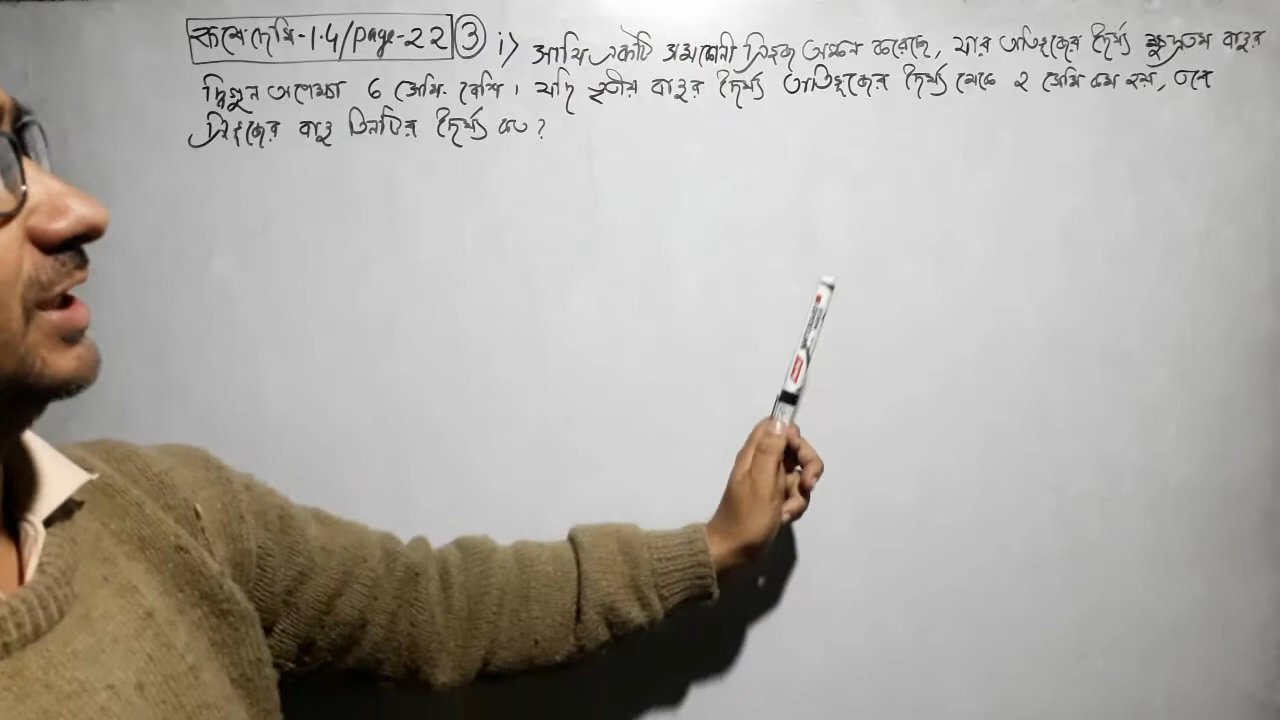 কষে দেখি-1.4/page-22 ③ i) আমি একটি সমকোণী ত্রিভুজ অঙ্কন করেছি, যার অতিভুজের দৈর্ঘ্য ক্ষুদ্রতম বাহুর
দ্বিগুন অপেক্ষা 6 সেমি. বেশি। যদি তৃতীয় বাহুর দৈর্ঘ্য অতিভুজের দৈর্ঘ্য থেকে 2 সেমি কম হয়, তবে
ত্রিভুজের বাহু তিনটির দৈর্ঘ্য কত?